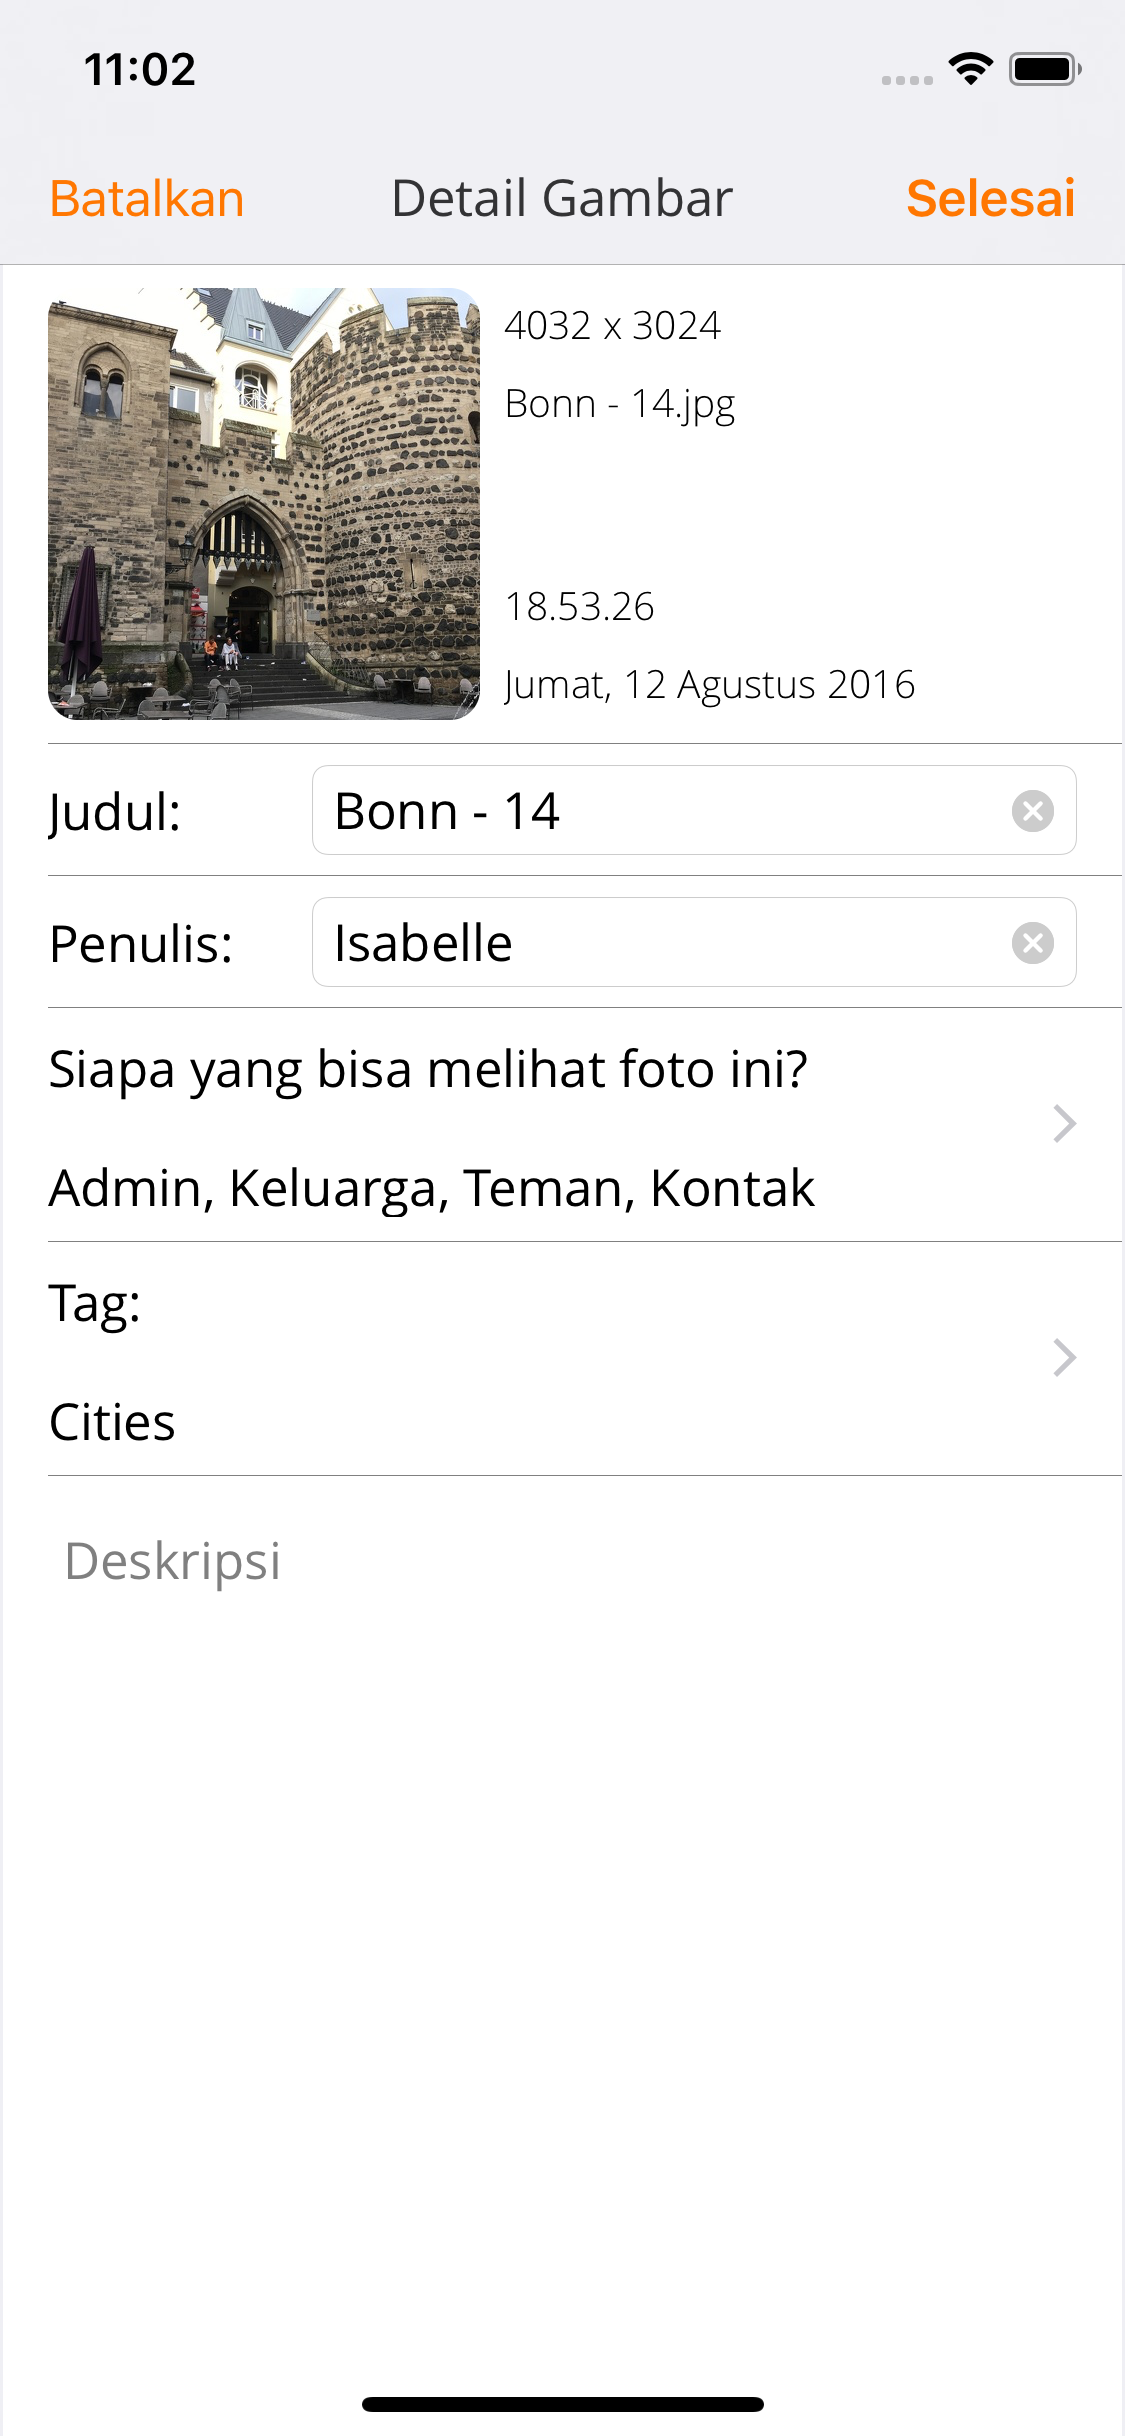 11:02
Batalkan
Detail Gambar
Selesai
4032 x 3024
Bonn - 14.jpg
18.53.26
Jumat, 12 Agustus 2016
Judul:
Bonn - 14
Penulis:
Isabelle
Siapa yang bisa melihat foto ini?
Admin, Keluarga, Teman, Kontak
Tag:
Cities
Deskripsi